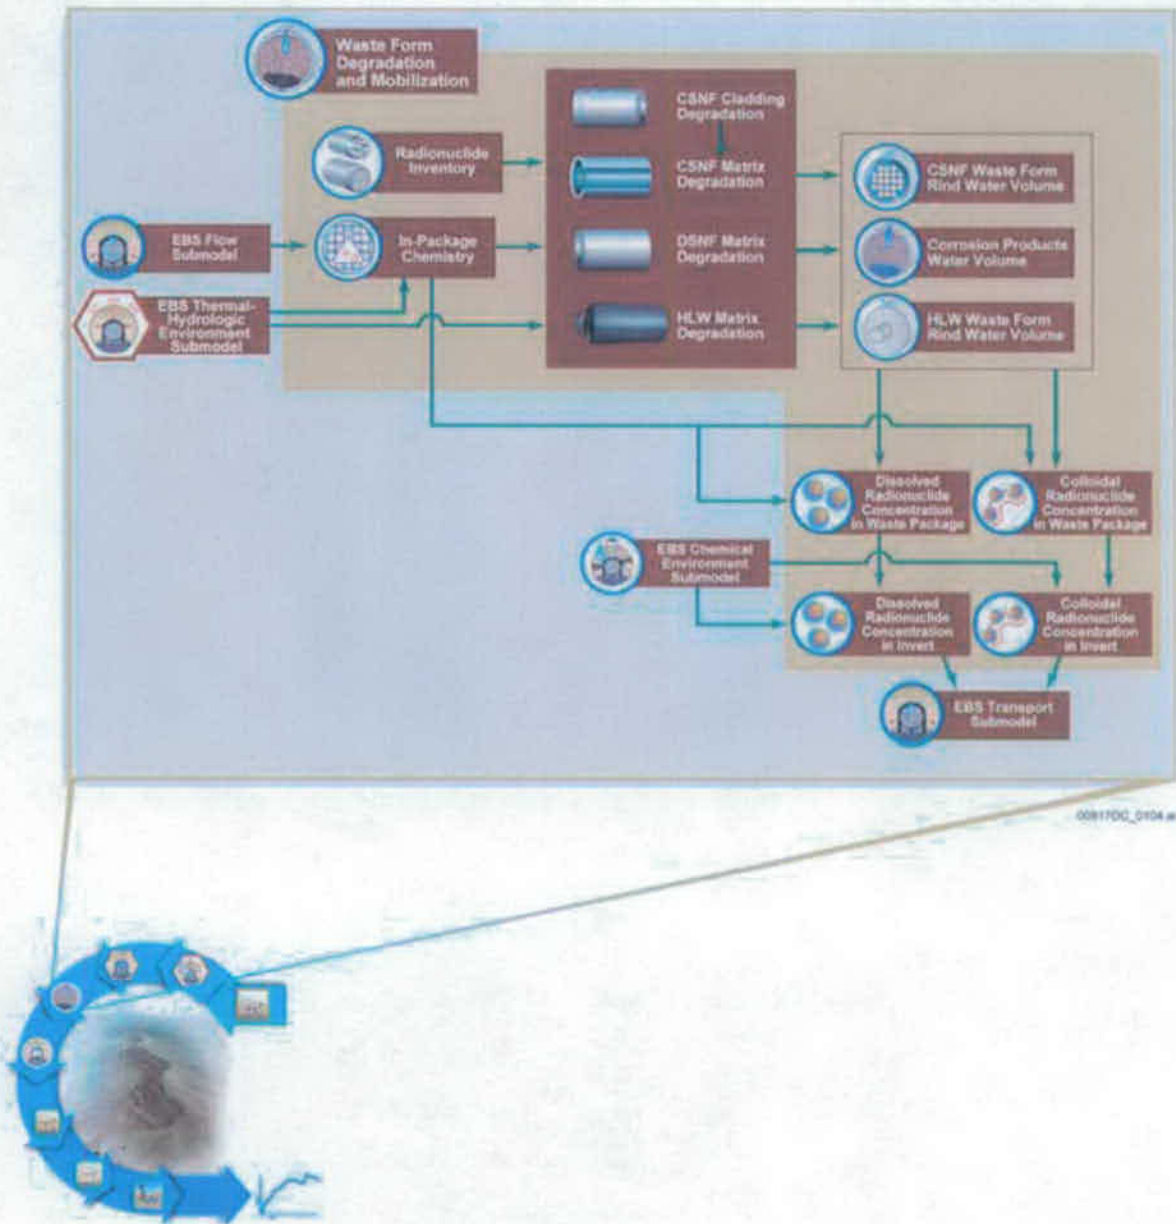 Waste Form
Degradation
and Mobilization
CSNF Cladding
Degradation
Radionuclide
Inventory
CSNF Matrix
Degradation
CSNF Waste Form
Rind Water Volume
EBS Flow
Submodel
In-Package
Chemistry
DSNF Matrix
Degradation
Corrosion Products
Water Volume
EBS Thermal-
Hydrologic
Environment
Submodel
HLW Matrix
Degradation
HLW Waste Form
Rind Water Volume
Dissolved
Radionuclide
Concentration
in Waste Package
Colloidal
Radionuclide
Concentration
in Waste Package
EBS Chemical
Environment
Submodel
Dissolved
Radionuclide
Concentration
in Invert
Colloidal
Radionuclide
Concentration
in Invert
EBS Transport
Submodel
00817DC_0104.ai